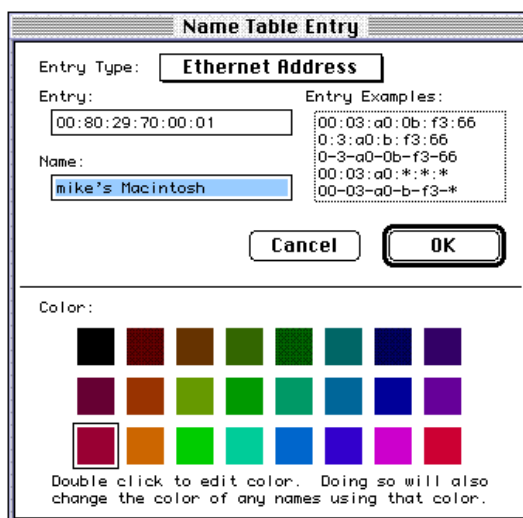 Name Table Entry
Entry Type: Ethernet Address
Entry:
00:80:29:70:00:01
Name:
mike's Macintosh
Entry Examples:
00:03:a0:0b:f3:66
0:3:a0:b:f3:66
0-3-a0-0b-f3-66
00:03:a0:*:*:*
00-03-a0-b-f3-*
Cancel
OK
Color:
Double click to edit color. Doing so will also
change the color of any names using that color.